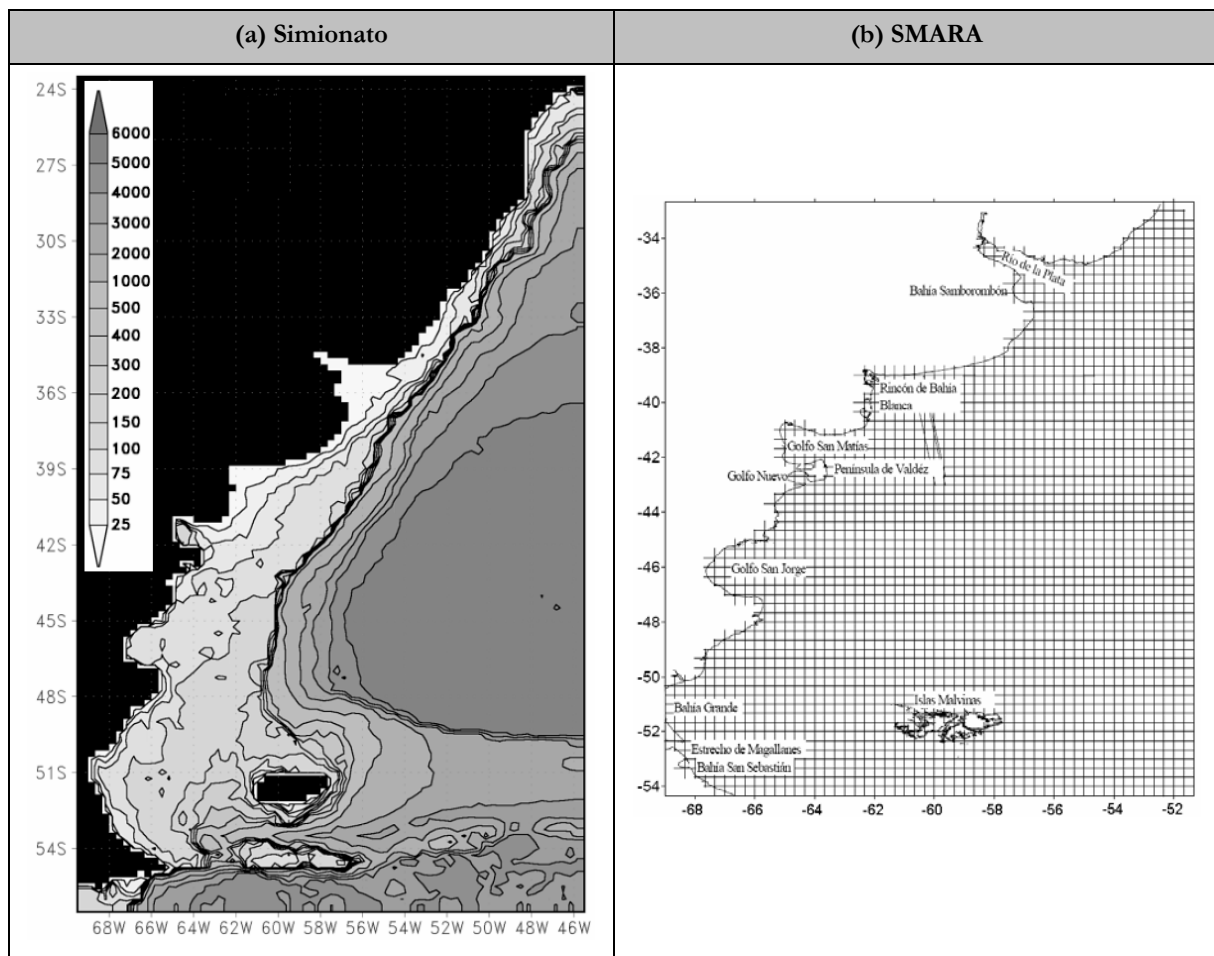 (a) Simionato
(b) SMARA
24S
27S
30S
33S
36S
39S
42S
45S
48S
51S
54S
6000
5000
4000
3000
2000
1000
500
400
300
200
150
100
75
50
25
68W 66W 64W 62W 60W 58W 56W 54W 52W 50W 48W 46W
-34
-36
-38
-40
-42
-44
-46
-48
-50
-52
-54
Río de la Plata
Bahía Samborombón
Rincón de Bahía
Blanca
Golfo San Matías
Golfo Nuevo
Península de Valdéz
Golfo San Jorge
Islas Malvinas
Bahía Grande
Estrecho de Magallanes
Bahía San Sebastián
-68 -66 -64 -62 -60 -58 -56 -54 -52